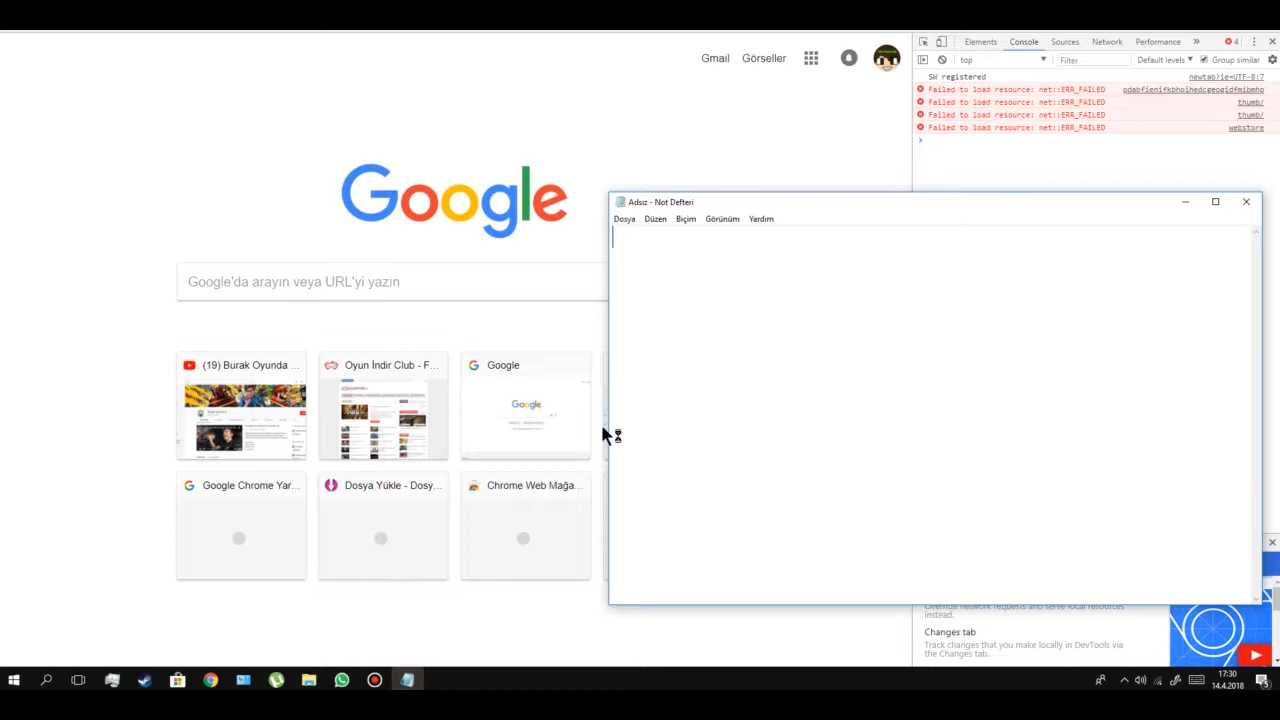 Gmail Görseller
Elements Console Sources Network Performance » 4
top Filter Default levels Group similar
SW registered newtab?ie=UTF-8:7
Failed to load resource: net::ERR_FAILED pdabfienifkbhoihedcgeogidfmibmhp
Failed to load resource: net::ERR_FAILED thumb/
Failed to load resource: net::ERR_FAILED thumb/
Failed to load resource: net::ERR_FAILED webstore
Google
Adsız - Not Defteri
Dosya Düzen Biçim Görünüm Yardım
Google'da arayın veya URL'yi yazın
(19) Burak Oyunda ...
Oyun İndir Club - F...
Google
Google
Google Chrome Yar...
Dosya Yükle - Dosy...
Chrome Web Mağa...
Override network requests and serve local resources
instead.
Changes tab
Track changes that you make locally in DevTools via
the Changes tab.
17:30
14.4.2018
5